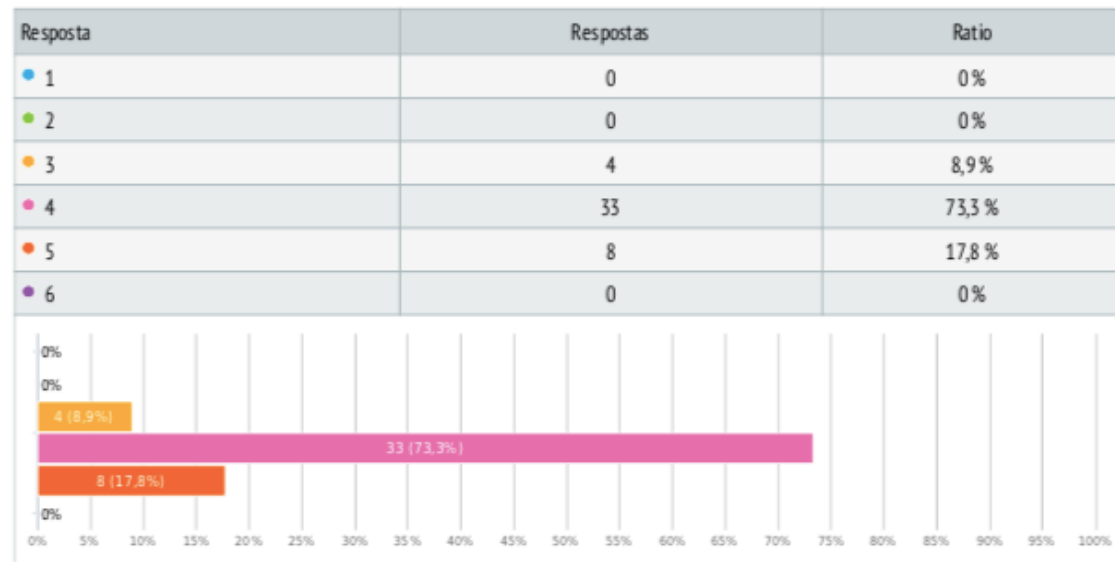 Resposta Respostas Ratio
1 0 0 %
2 0 0 %
3 4 8,9 %
4 33 73,3 %
5 8 17,8 %
6 0 0 %
0%
0%
4 (8,9%)
33 (73,3%)
8 (17,8%)
0%
0% 5% 10% 15% 20% 25% 30% 35% 40% 45% 50% 55% 60% 65% 70% 75% 80% 85% 90% 95% 100%